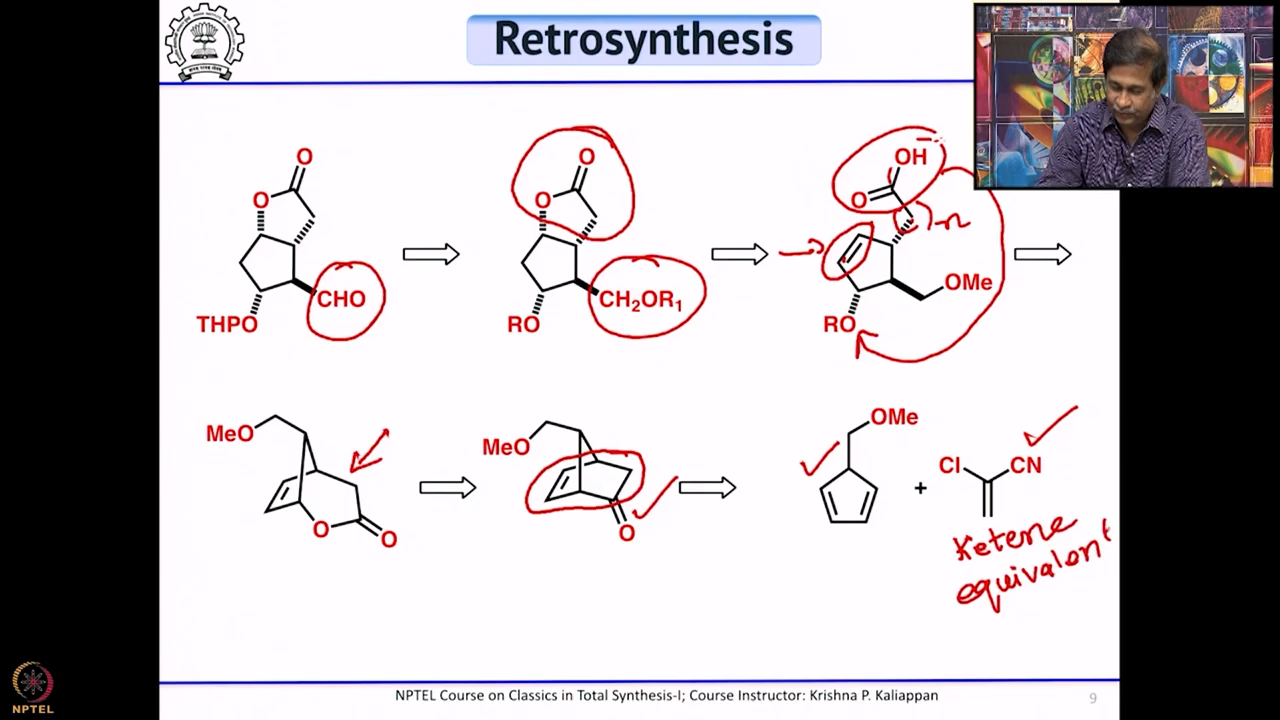 Retrosynthesis
O
O
CHO
THPO
O
O
CH2OR1
RO
OH
O
OMe
RO
MeO
O
O
MeO
O
OMe
+
Cl
CN
Ketene
equivalent
NPTEL Course on Classics in Total Synthesis-I; Course Instructor: Krishna P. Kaliappan
9
NPTEL